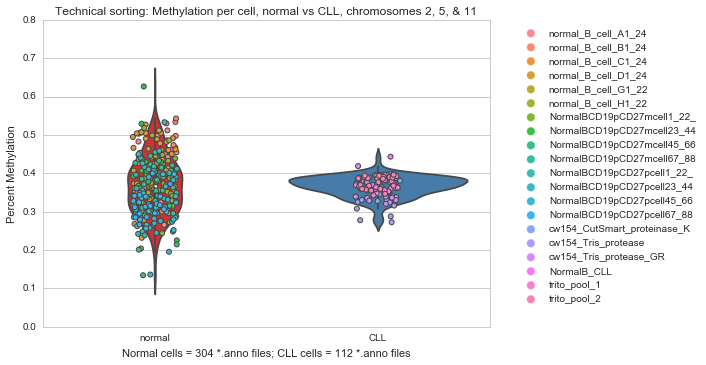 Technical sorting: Methylation per cell, normal vs CLL, chromosomes 2, 5, & 11
0.8
0.7
0.6
0.5
0.4
0.3
0.2
0.1
0.0
Percent Methylation
normal
CLL
Normal cells = 304 *.anno files; CLL cells = 112 *.anno files
normal_B_cell_A1_24
normal_B_cell_B1_24
normal_B_cell_C1_24
normal_B_cell_D1_24
normal_B_cell_G1_22
normal_B_cell_H1_22
NormalBCD19pCD27mcell1_22_
NormalBCD19pCD27mcell23_44
NormalBCD19pCD27mcell45_66
NormalBCD19pCD27mcell67_88
NormalBCD19pCD27pcell1_22_
NormalBCD19pCD27pcell23_44
NormalBCD19pCD27pcell45_66
NormalBCD19pCD27pcell67_88
cw154_CutSmart_proteinase_K
cw154_Tris_protease
cw154_Tris_protease_GR
NormalB_CLL
trito_pool_1
trito_pool_2